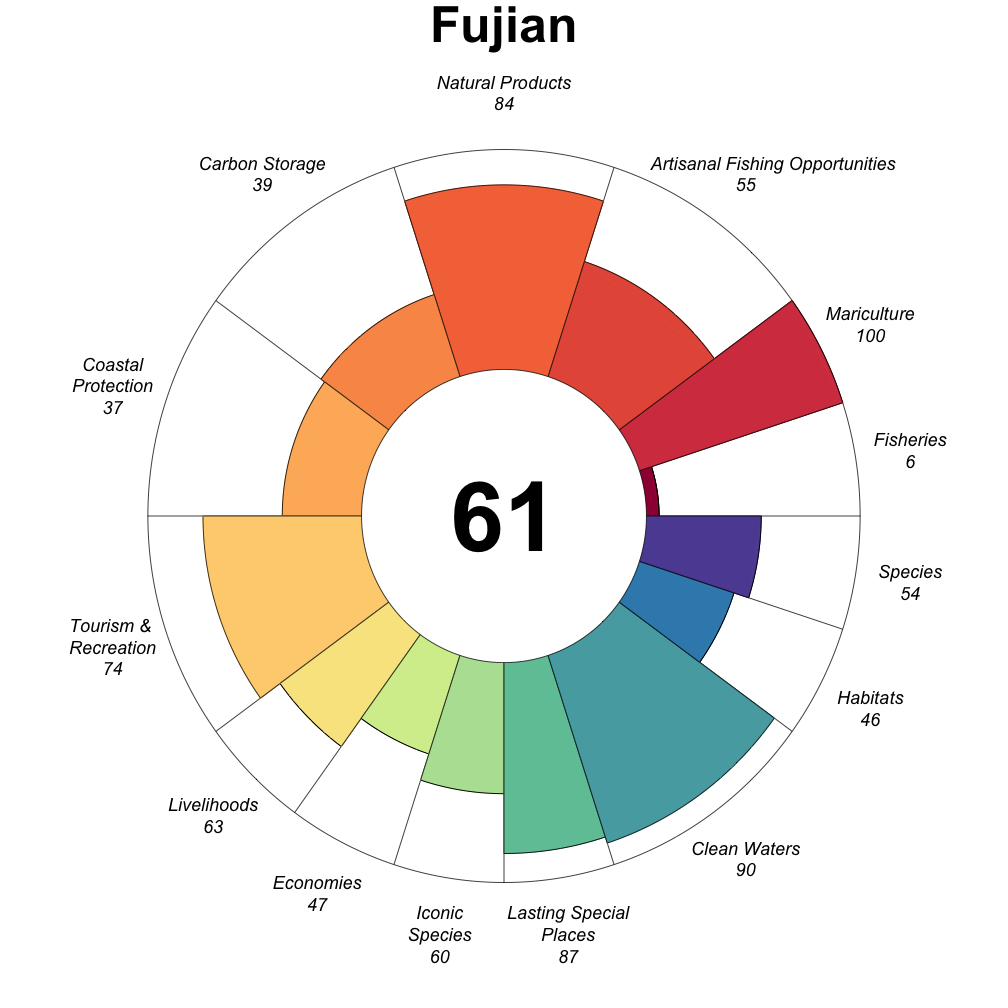 Fujian
Natural Products
84
Carbon Storage
39
Artisanal Fishing Opportunities
55
Mariculture
100
Coastal
Protection
37
Fisheries
6
61
Species
54
Tourism &
Recreation
74
Habitats
46
Livelihoods
63
Clean Waters
90
Economies
47
Iconic
Species
60
Lasting Special
Places
87